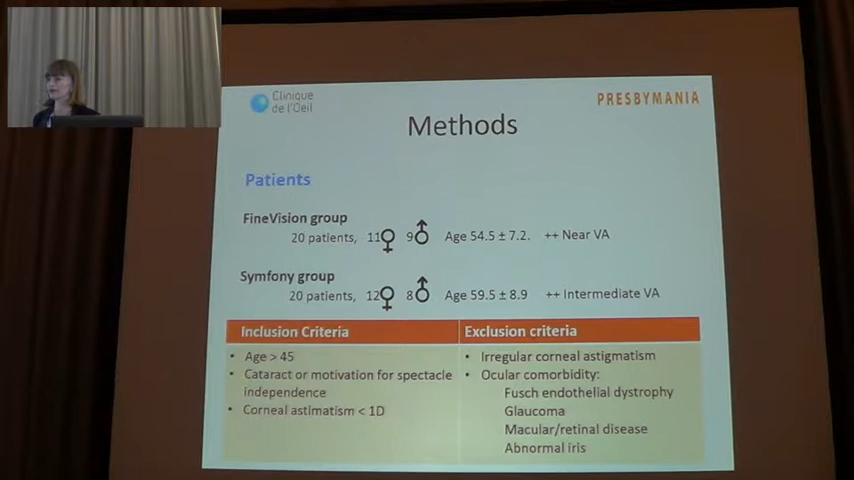 Clinique
de l'Oeil
PRESBYMANIA
Methods
Patients
FineVision group
20 patients, 11♀ 9♂ Age 54.5 ± 7.2. ++ Near VA
Symfony group
20 patients, 12♀ 8♂ Age 59.5 ± 8.9 ++ Intermediate VA
Inclusion Criteria
• Age > 45
• Cataract or motivation for spectacle
independence
• Corneal astimatism < 1D
Exclusion criteria
• Irregular corneal astigmatism
• Ocular comorbidity:
Fusch endothelial dystrophy
Glaucoma
Macular/retinal disease
Abnormal iris